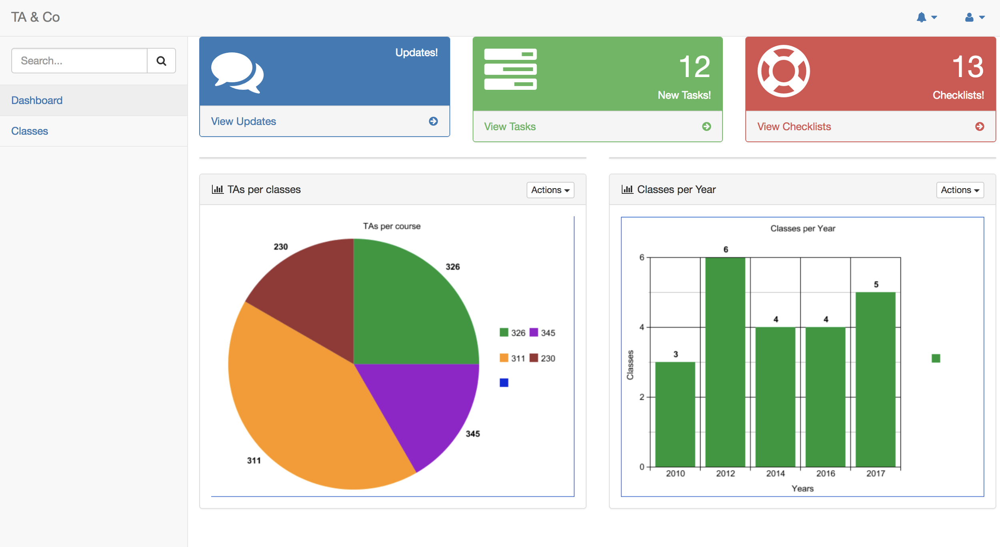 TA & Co
Search...
Dashboard
Classes
Updates!
View Updates
12
New Tasks!
View Tasks
13
Checklists!
View Checklists
TAs per classes
Actions
TAs per course
230
326
326 345
311 230
345
311
Classes per Year
Actions
Classes per Year
6
6
5
4
4
4
3
2
0
Classes
2010 2012 2014 2016 2017
Years